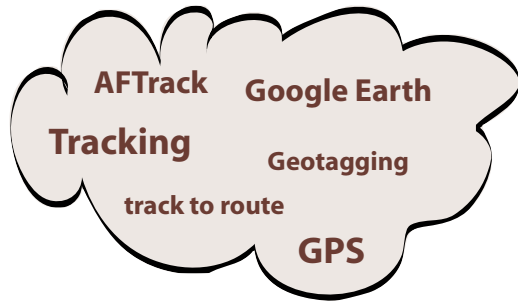 AFTrack
Google Earth
Tracking
Geotagging
track to route
GPS